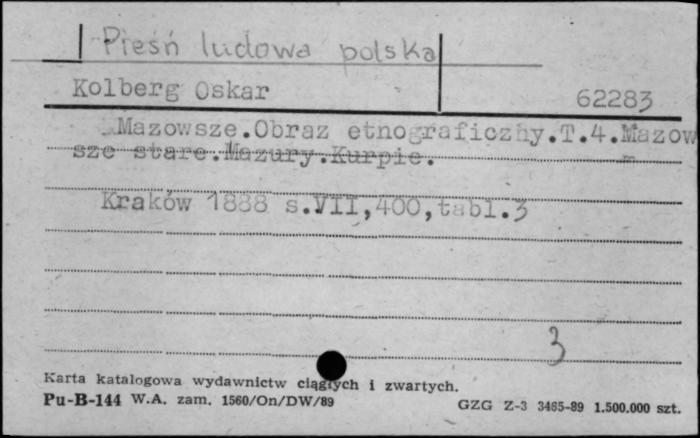 Pieśń ludowa polska
Kolberg Oskar
62283
Mazowsze.Obraz etnograficzny.T.4.Mazow-
sze stare.Mazury.Kurpie.
Kraków 1888 s.VII,400,tabl.3
3
Karta katalogowa wydawnictw ciągłych i zwartych.
Pu-B-144 W.A. zam. 1560/On/DW/89
GZG Z-3 3465-89 1.500.000 szt.